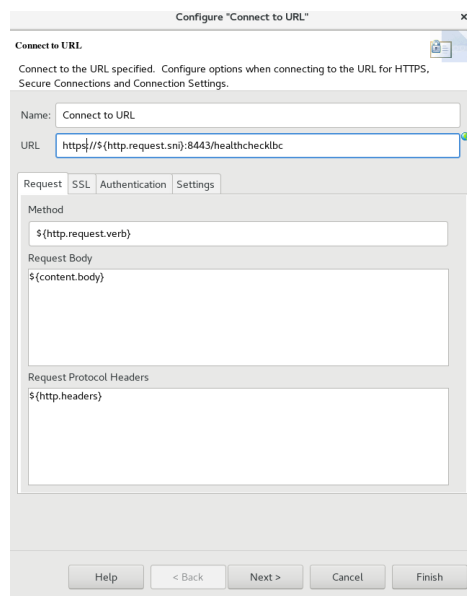 Configure "Connect to URL"
Connect to URL
Connect to the URL specified. Configure options when connecting to the URL for HTTPS,
Secure Connections and Connection Settings.
Name: Connect to URL
URL https://${http.request.sni}:8443/healthchecklbc
Request SSL Authentication Settings
Method
${http.request.verb}
Request Body
${content.body}
Request Protocol Headers
${http.headers}
Help < Back Next > Cancel Finish